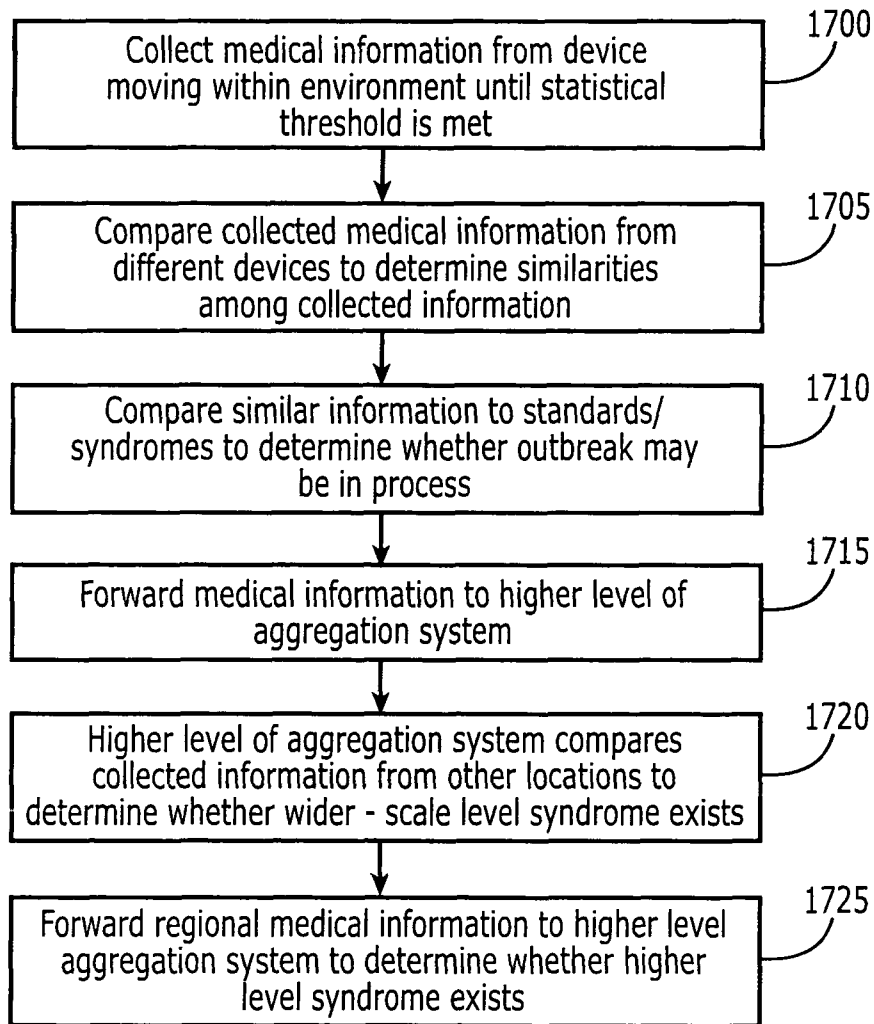 1700
Collect medical information from device
moving within environment until statistical
threshold is met
1705
Compare collected medical information from
different devices to determine similarities
among collected information
1710
Compare similar information to standards/
syndromes to determine whether outbreak may
be in process
1715
Forward medical information to higher level of
aggregation system
1720
Higher level of aggregation system compares
collected information from other locations to
determine whether wider - scale level syndrome exists
1725
Forward regional medical information to higher level
aggregation system to determine whether higher
level syndrome exists